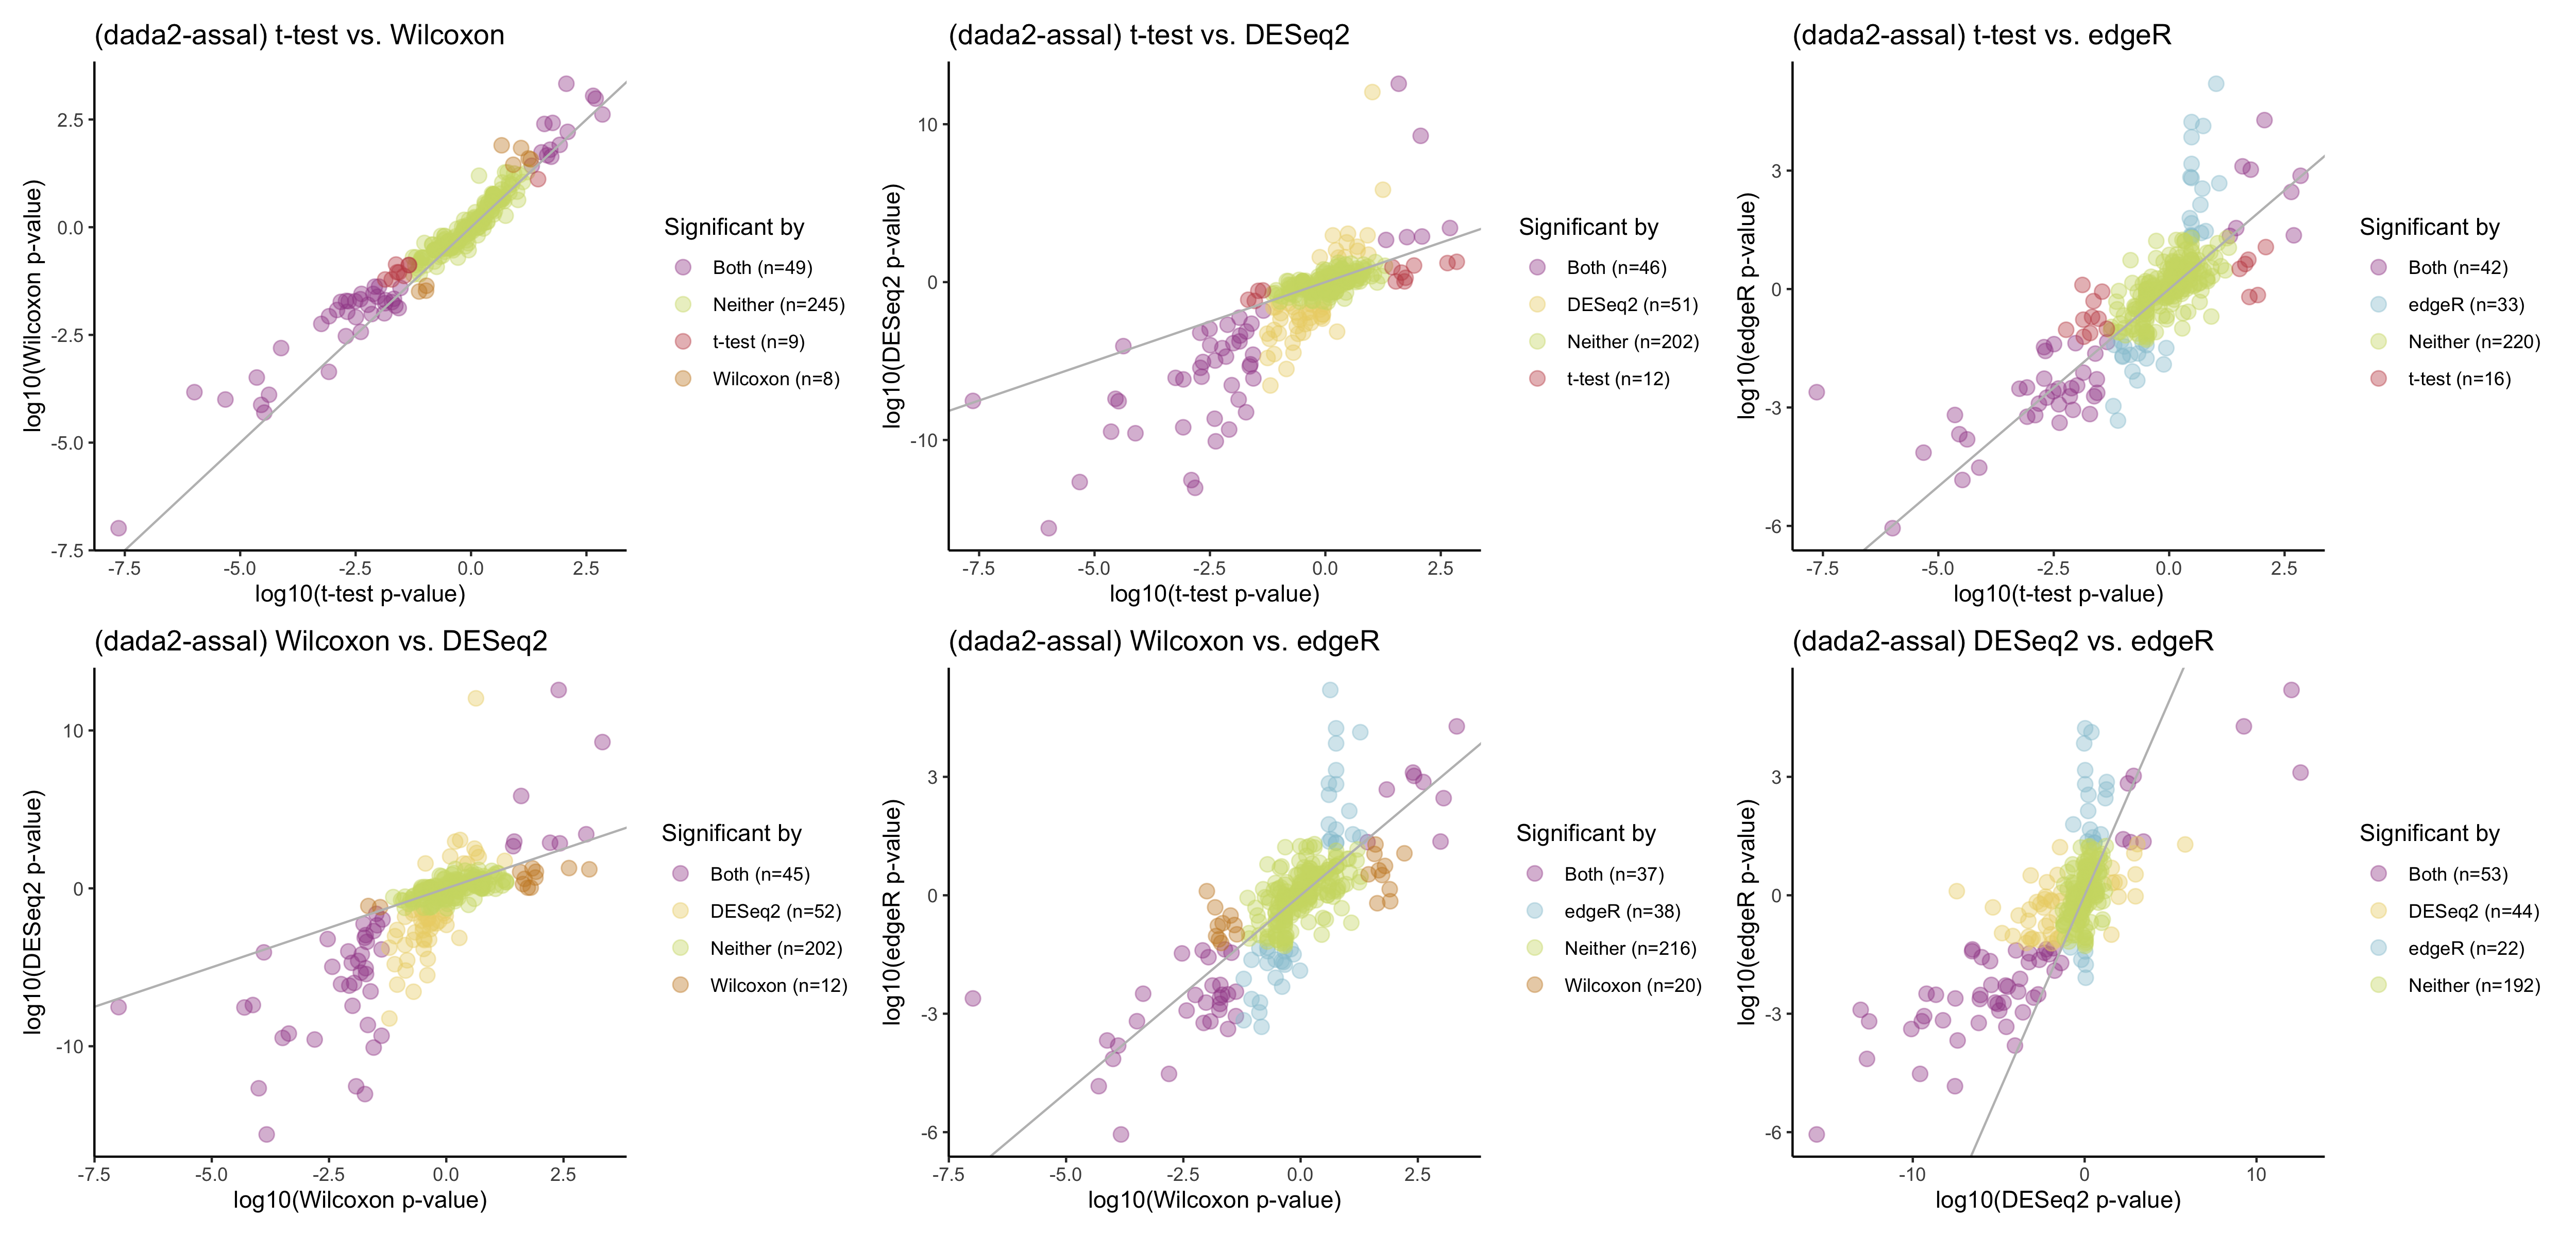 (dada2-assal) t-test vs. Wilcoxon
log10(Wilcoxon p-value)
2.5
0.0
-2.5
-5.0
-7.5
-7.5 -5.0 -2.5 0.0 2.5
log10(t-test p-value)
Significant by
Both (n=49)
Neither (n=245)
t-test (n=9)
Wilcoxon (n=8)
(dada2-assal) t-test vs. DESeq2
log10(DESeq2 p-value)
10
0
-10
-7.5 -5.0 -2.5 0.0 2.5
log10(t-test p-value)
Significant by
Both (n=46)
DESeq2 (n=51)
Neither (n=202)
t-test (n=12)
(dada2-assal) t-test vs. edgeR
log10(edgeR p-value)
3
0
-3
-6
-7.5 -5.0 -2.5 0.0 2.5
log10(t-test p-value)
Significant by
Both (n=42)
edgeR (n=33)
Neither (n=220)
t-test (n=16)
(dada2-assal) Wilcoxon vs. DESeq2
log10(DESeq2 p-value)
10
0
-10
-7.5 -5.0 -2.5 0.0 2.5
log10(Wilcoxon p-value)
Significant by
Both (n=45)
DESeq2 (n=52)
Neither (n=202)
Wilcoxon (n=12)
(dada2-assal) Wilcoxon vs. edgeR
log10(edgeR p-value)
3
0
-3
-6
-7.5 -5.0 -2.5 0.0 2.5
log10(Wilcoxon p-value)
Significant by
Both (n=37)
edgeR (n=38)
Neither (n=216)
Wilcoxon (n=20)
(dada2-assal) DESeq2 vs. edgeR
log10(edgeR p-value)
3
0
-3
-6
-10 0 10
log10(DESeq2 p-value)
Significant by
Both (n=53)
DESeq2 (n=44)
edgeR (n=22)
Neither (n=192)